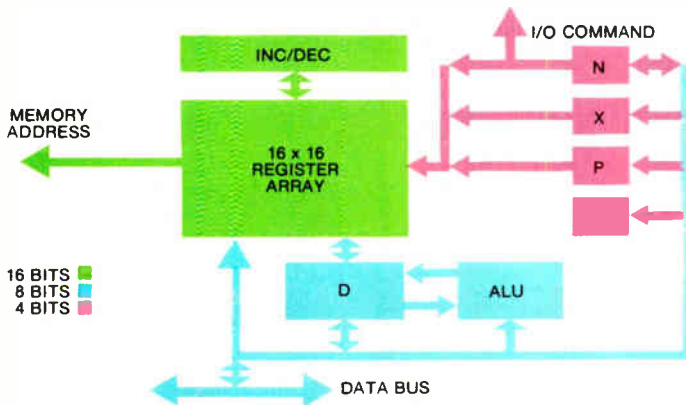 I/O COMMAND
INC/DEC
N
X
MEMORY
ADDRESS
16 x 16
REGISTER
ARRAY
P
16 BITS
8 BITS
4 BITS
D
ALU
DATA BUS